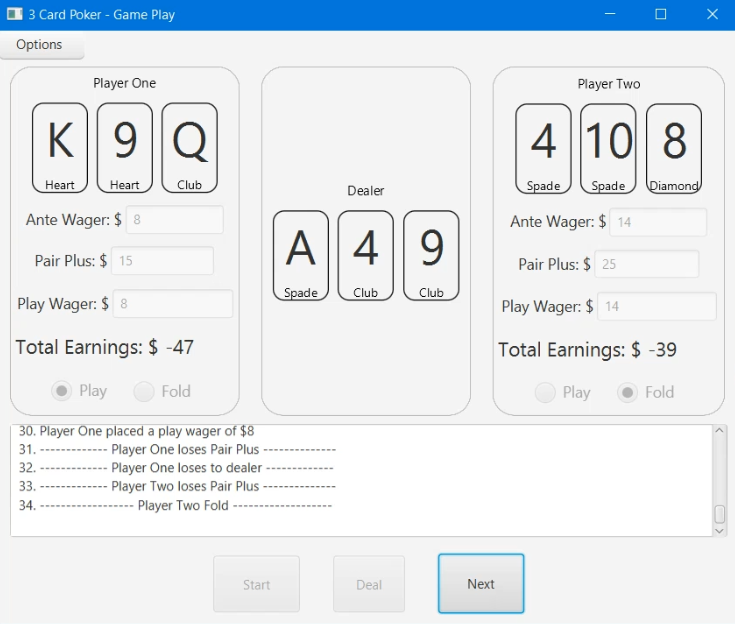 3 Card Poker - Game Play
Options
Player One
K 9 Q
Heart Heart Club
Ante Wager: $ 8
Pair Plus: $ 15
Play Wager: $ 8
Total Earnings: $ -47
Play Fold
Dealer
A 4 9
Spade Club Club
Player Two
4 10 8
Spade Spade Diamond
Ante Wager: $ 14
Pair Plus: $ 25
Play Wager: $ 14
Total Earnings: $ -39
Play Fold
30. Player One placed a play wager of $8
31. ------------- Player One loses Pair Plus --------------
32. ------------- Player One loses to dealer -------------
33. ------------- Player Two loses Pair Plus --------------
34. ------------------ Player Two Fold -------------------
Start Deal Next